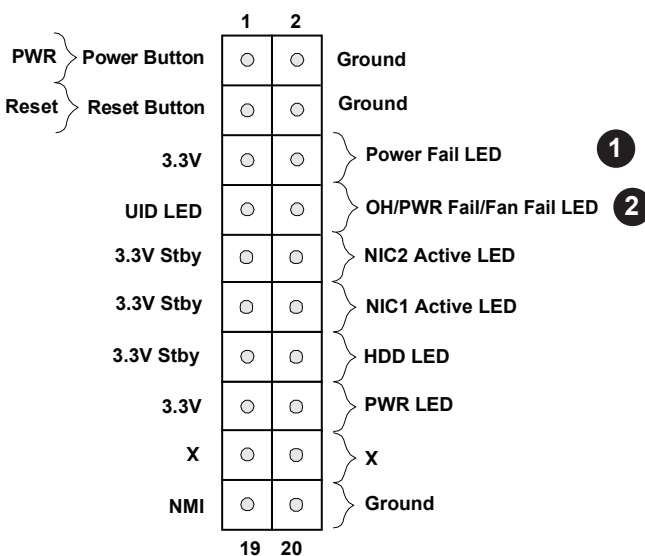 1 2
PWR Power Button Ground
Reset Reset Button Ground
3.3V Power Fail LED 1
UID LED OH/PWR Fail/Fan Fail LED 2
3.3V Stby NIC2 Active LED
3.3V Stby NIC1 Active LED
3.3V Stby HDD LED
3.3V PWR LED
X X
NMI Ground
19 20